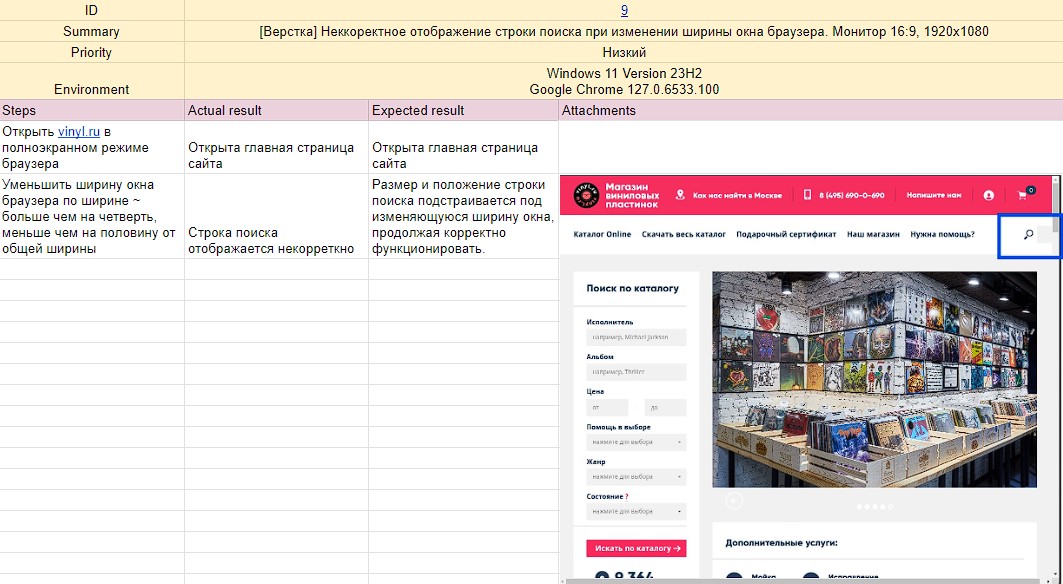 ID
9
Summary
[Верстка] Неккоректное отображение строки поиска при изменении ширины окна браузера. Монитор 16:9, 1920x1080
Priority
Низкий
Environment
Windows 11 Version 23H2
Google Chrome 127.0.6533.100
Steps
Actual result
Expected result
Attachments
Открыть vinyl.ru в
полноэкранном режиме
браузера
Открыта главная страница
сайта
Открыта главная страница
сайта
Уменьшить ширину окна
браузера по ширине ~
больше чем на четверть,
меньше чем на половину от
общей ширины
Строка поиска
отображается некорреткно
Размер и положение строки
поиска подстраивается под
изменяющуюся ширину окна,
продолжая корректно
функционировать.
Магазин
виниловых
пластинок
Как нас найти в Москве
8 (495) 690-0-690
Напишите нам
0
Каталог Online
Скачать весь каталог
Подарочный сертификат
Наш магазин
Нужна помощь?
Поиск по каталогу
Исполнитель
например, Michael Jackson
Альбом
например, Thriller
Цена
от
до
Помощь в выборе
нажмите для выбора
Жанр
нажмите для выбора
Состояние ?
нажмите для выбора
Искать по каталогу →
9 364
Дополнительные услуги:
Мойка
Исправление